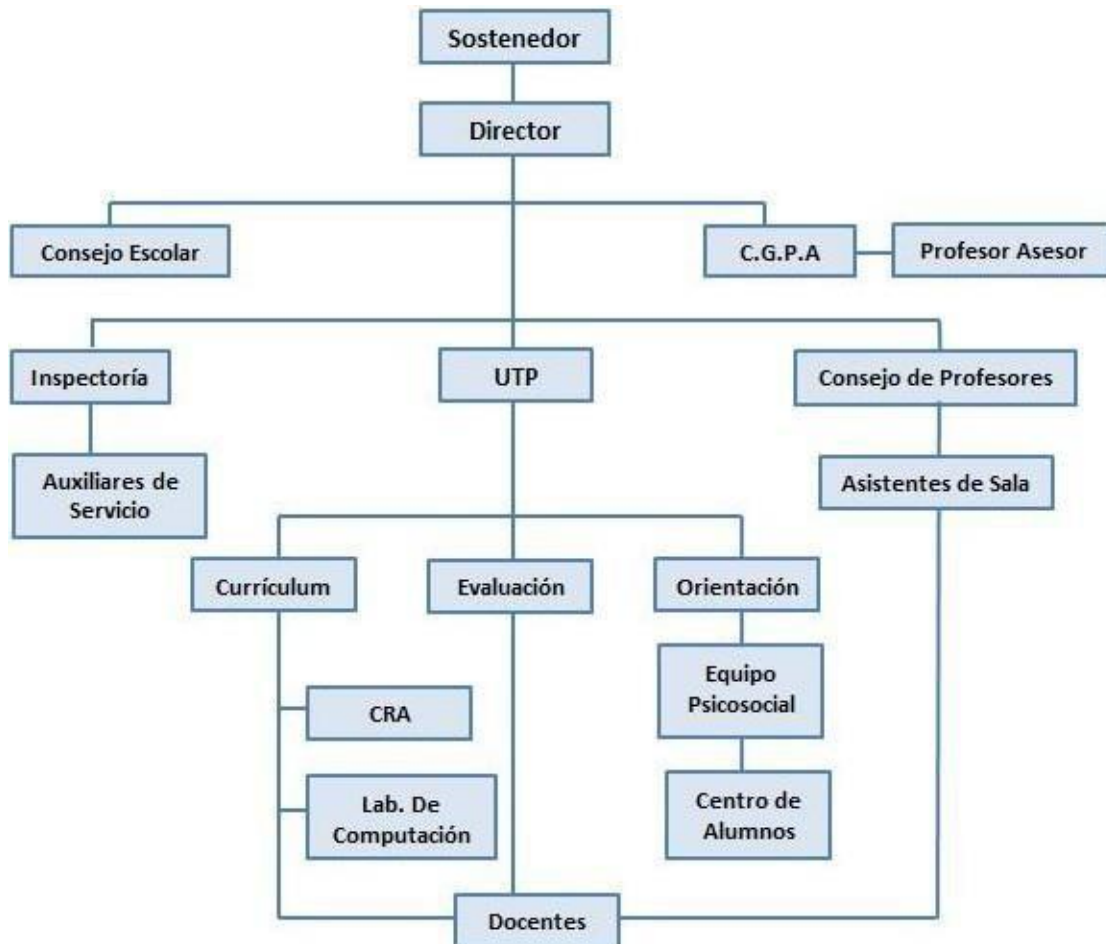 Sostenedor
Director
Consejo Escolar
C.G.P.A
Profesor Asesor
Inspectoría
UTP
Consejo de Profesores
Auxiliares de
Servicio
Asistentes de Sala
Currículum
Evaluación
Orientación
Equipo
Psicosocial
CRA
Lab. De
Computación
Centro de
Alumnos
Docentes